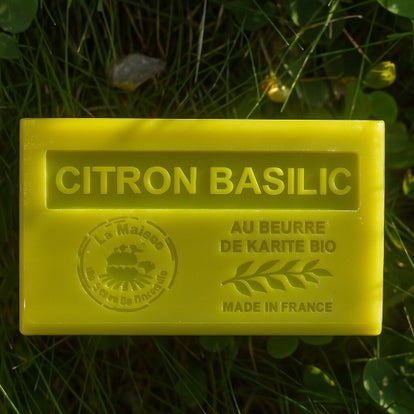 CITRON BASILIC
La Maison
AU BEURRE
DE KARITE BIO
MADE IN FRANCE